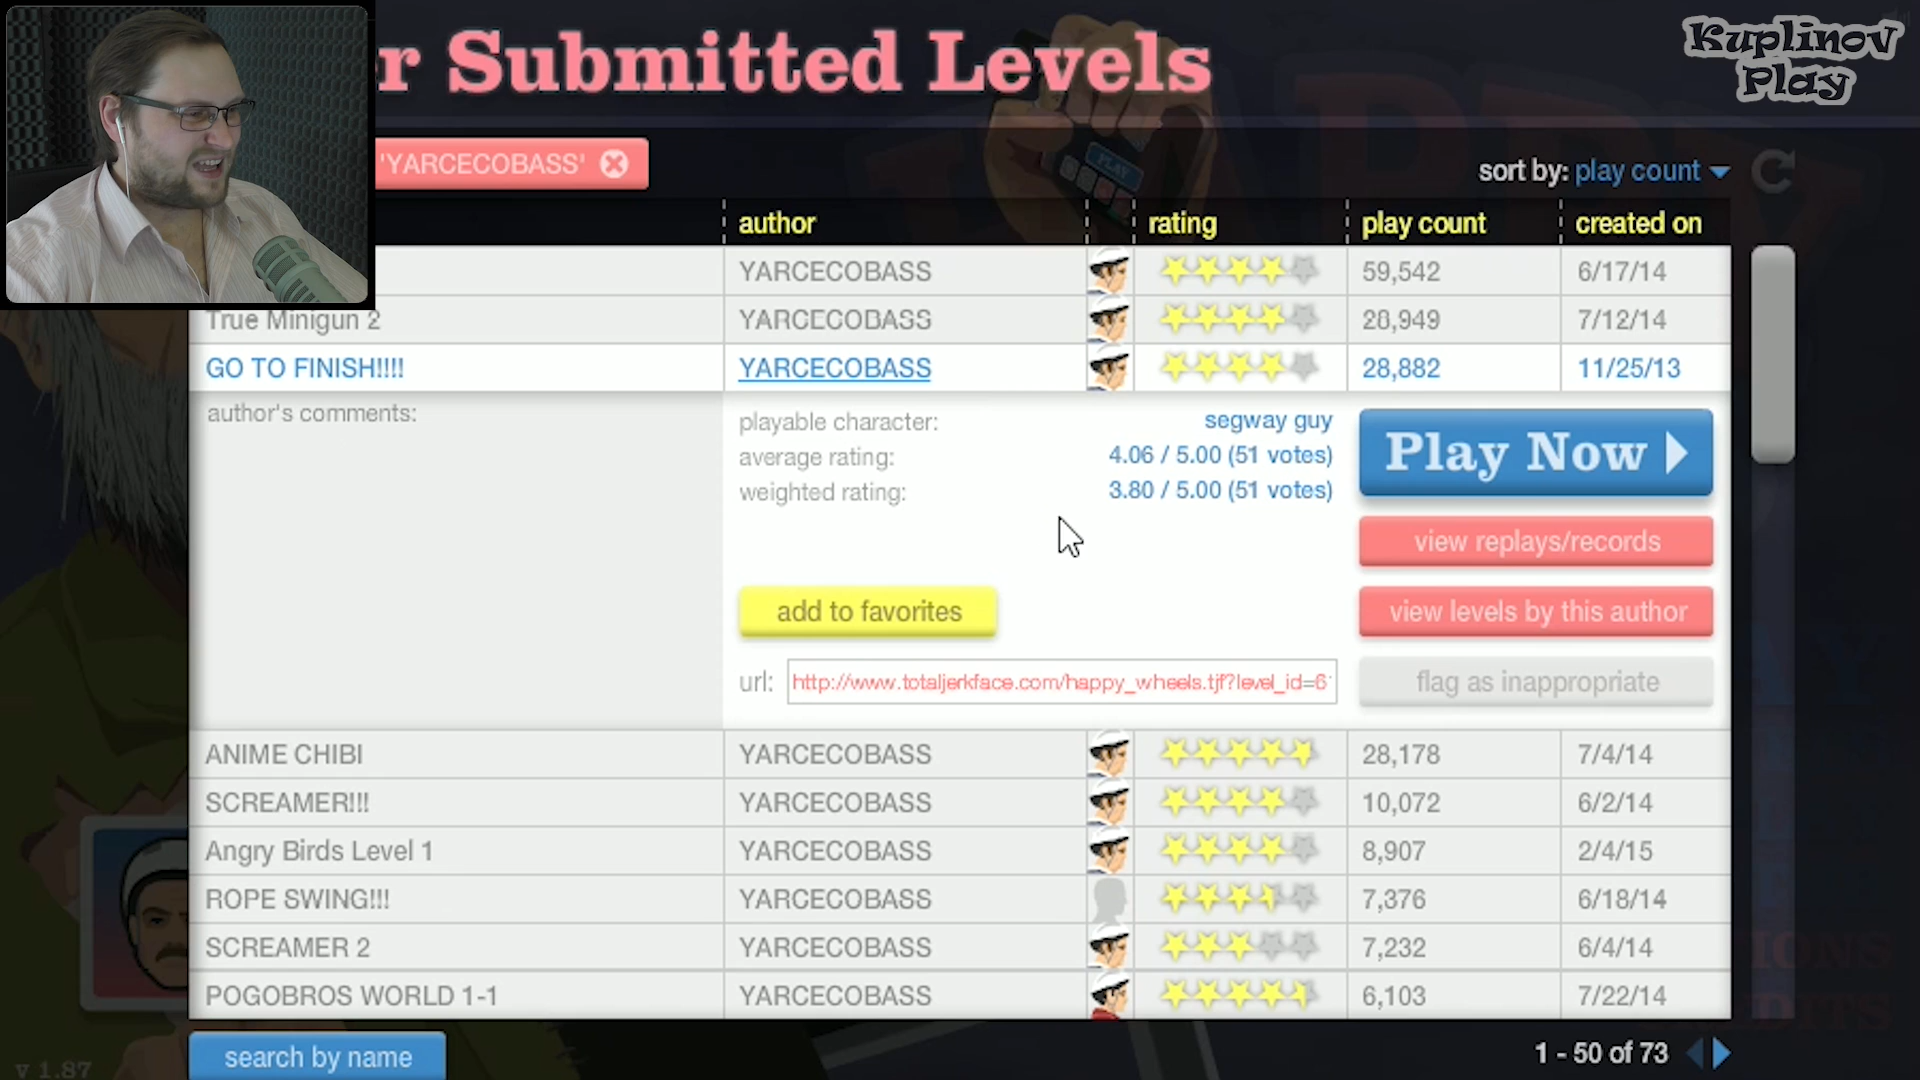 Kuplinov
Play
r Submitted Levels
'YARCECOBASS'
sort by: play count
author rating play count created on
YARCECOBASS 59,542 6/17/14
True Minigun 2 YARCECOBASS 28,949 7/12/14
GO TO FINISH!!!! YARCECOBASS 28,882 11/25/13
author's comments:
playable character: segway guy
average rating: 4.06 / 5.00 (51 votes)
weighted rating: 3.80 / 5.00 (51 votes)
Play Now
view replays/records
add to favorites
view levels by this author
url: http://www.totaljerkface.com/happy_wheels.tjf?level_id=6
flag as inappropriate
ANIME CHIBI YARCECOBASS 28,178 7/4/14
SCREAMER!!! YARCECOBASS 10,072 6/2/14
Angry Birds Level 1 YARCECOBASS 8,907 2/4/15
ROPE SWING!!! YARCECOBASS 7,376 6/18/14
SCREAMER 2 YARCECOBASS 7,232 6/4/14
POGOBROS WORLD 1-1 YARCECOBASS 6,103 7/22/14
search by name
1 - 50 of 73
v 1.87